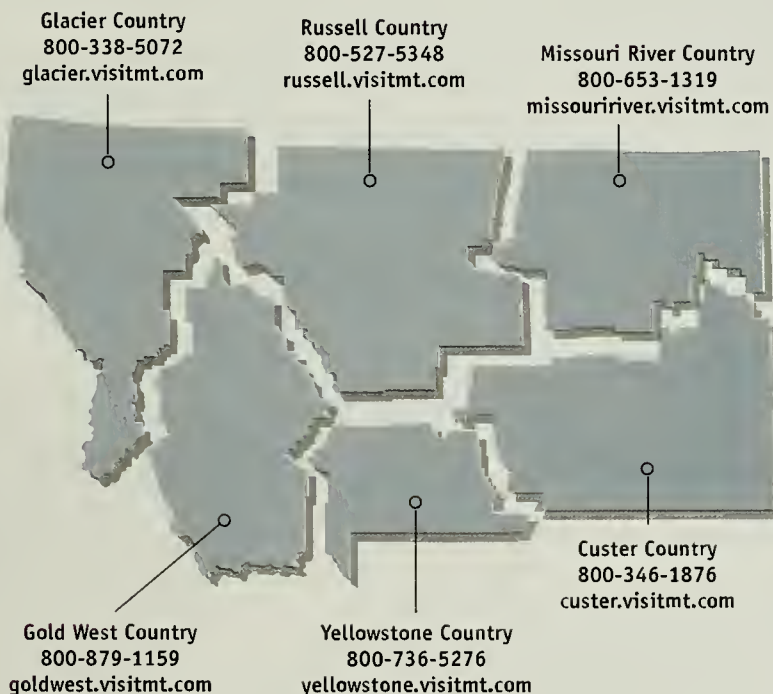 Glacier Country
800-338-5072
glacier.visitmt.com
Russell Country
800-527-5348
russell.visitmt.com
Missouri River Country
800-653-1319
missouririver.visitmt.com
Custer Country
800-346-1876
custer.visitmt.com
Gold West Country
800-879-1159
goldwest.visitmt.com
Yellowstone Country
800-736-5276
yellowstone.visitmt.com